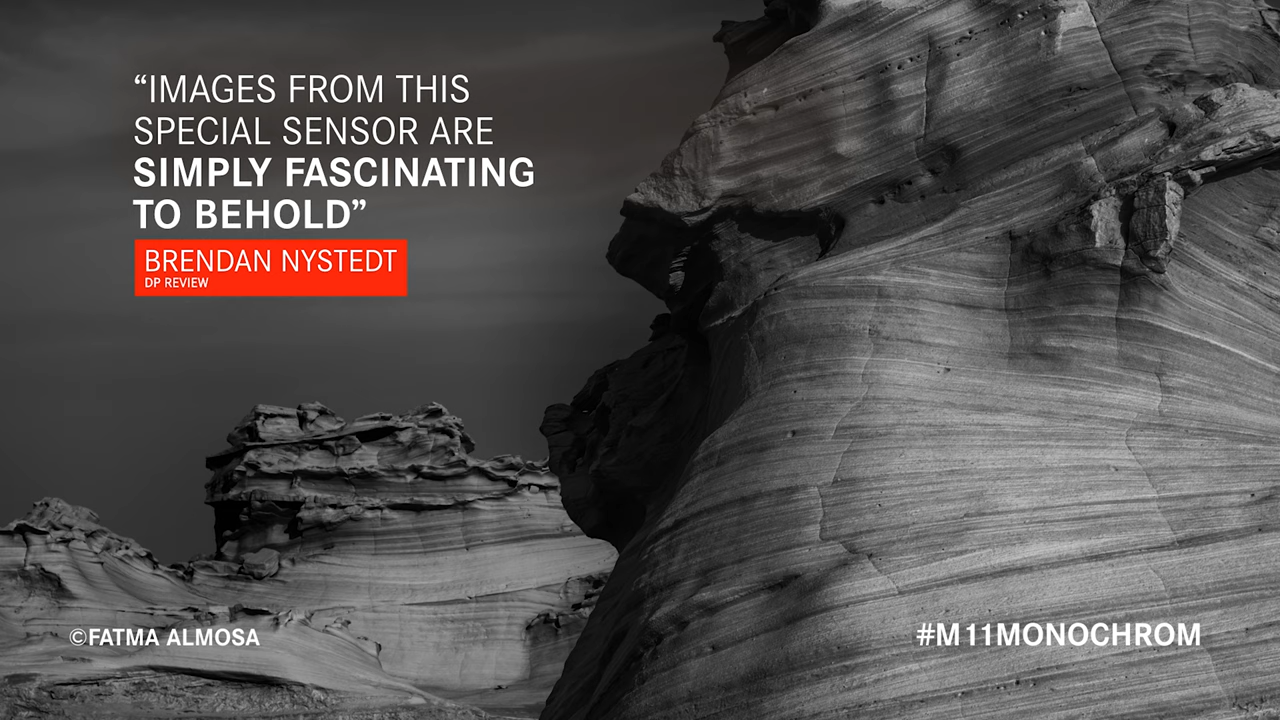 “IMAGES FROM THIS
SPECIAL SENSOR ARE
SIMPLY FASCINATING
TO BEHOLD”
BRENDAN NYSTEDT
DP REVIEW
©FATMA ALMOSA
#M11MONOCHROM